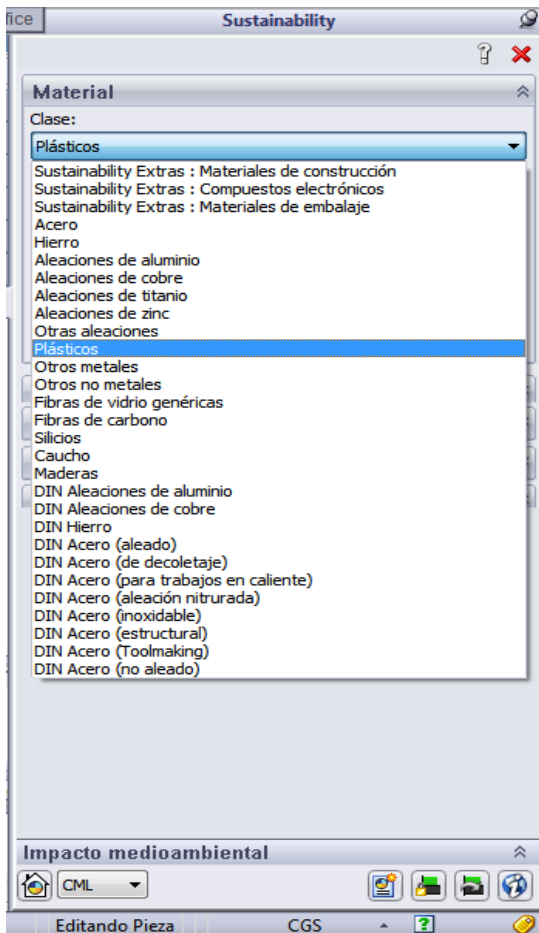 fice
Sustainability
Material
Clase:
Plásticos
Sustainability Extras : Materiales de construcción
Sustainability Extras : Compuestos electrónicos
Sustainability Extras : Materiales de embalaje
Acero
Hierro
Aleaciones de aluminio
Aleaciones de cobre
Aleaciones de titanio
Aleaciones de zinc
Otras aleaciones
Plásticos
Otros metales
Otros no metales
Fibras de vidrio genéricas
Fibras de carbono
Silicios
Caucho
Maderas
DIN Aleaciones de aluminio
DIN Aleaciones de cobre
DIN Hierro
DIN Acero (aleado)
DIN Acero (de decoletaje)
DIN Acero (para trabajos en caliente)
DIN Acero (aleación nitrurada)
DIN Acero (inoxidable)
DIN Acero (estructural)
DIN Acero (Toolmaking)
DIN Acero (no aleado)
Impacto medioambiental
CML
Editando Pieza CGS ?